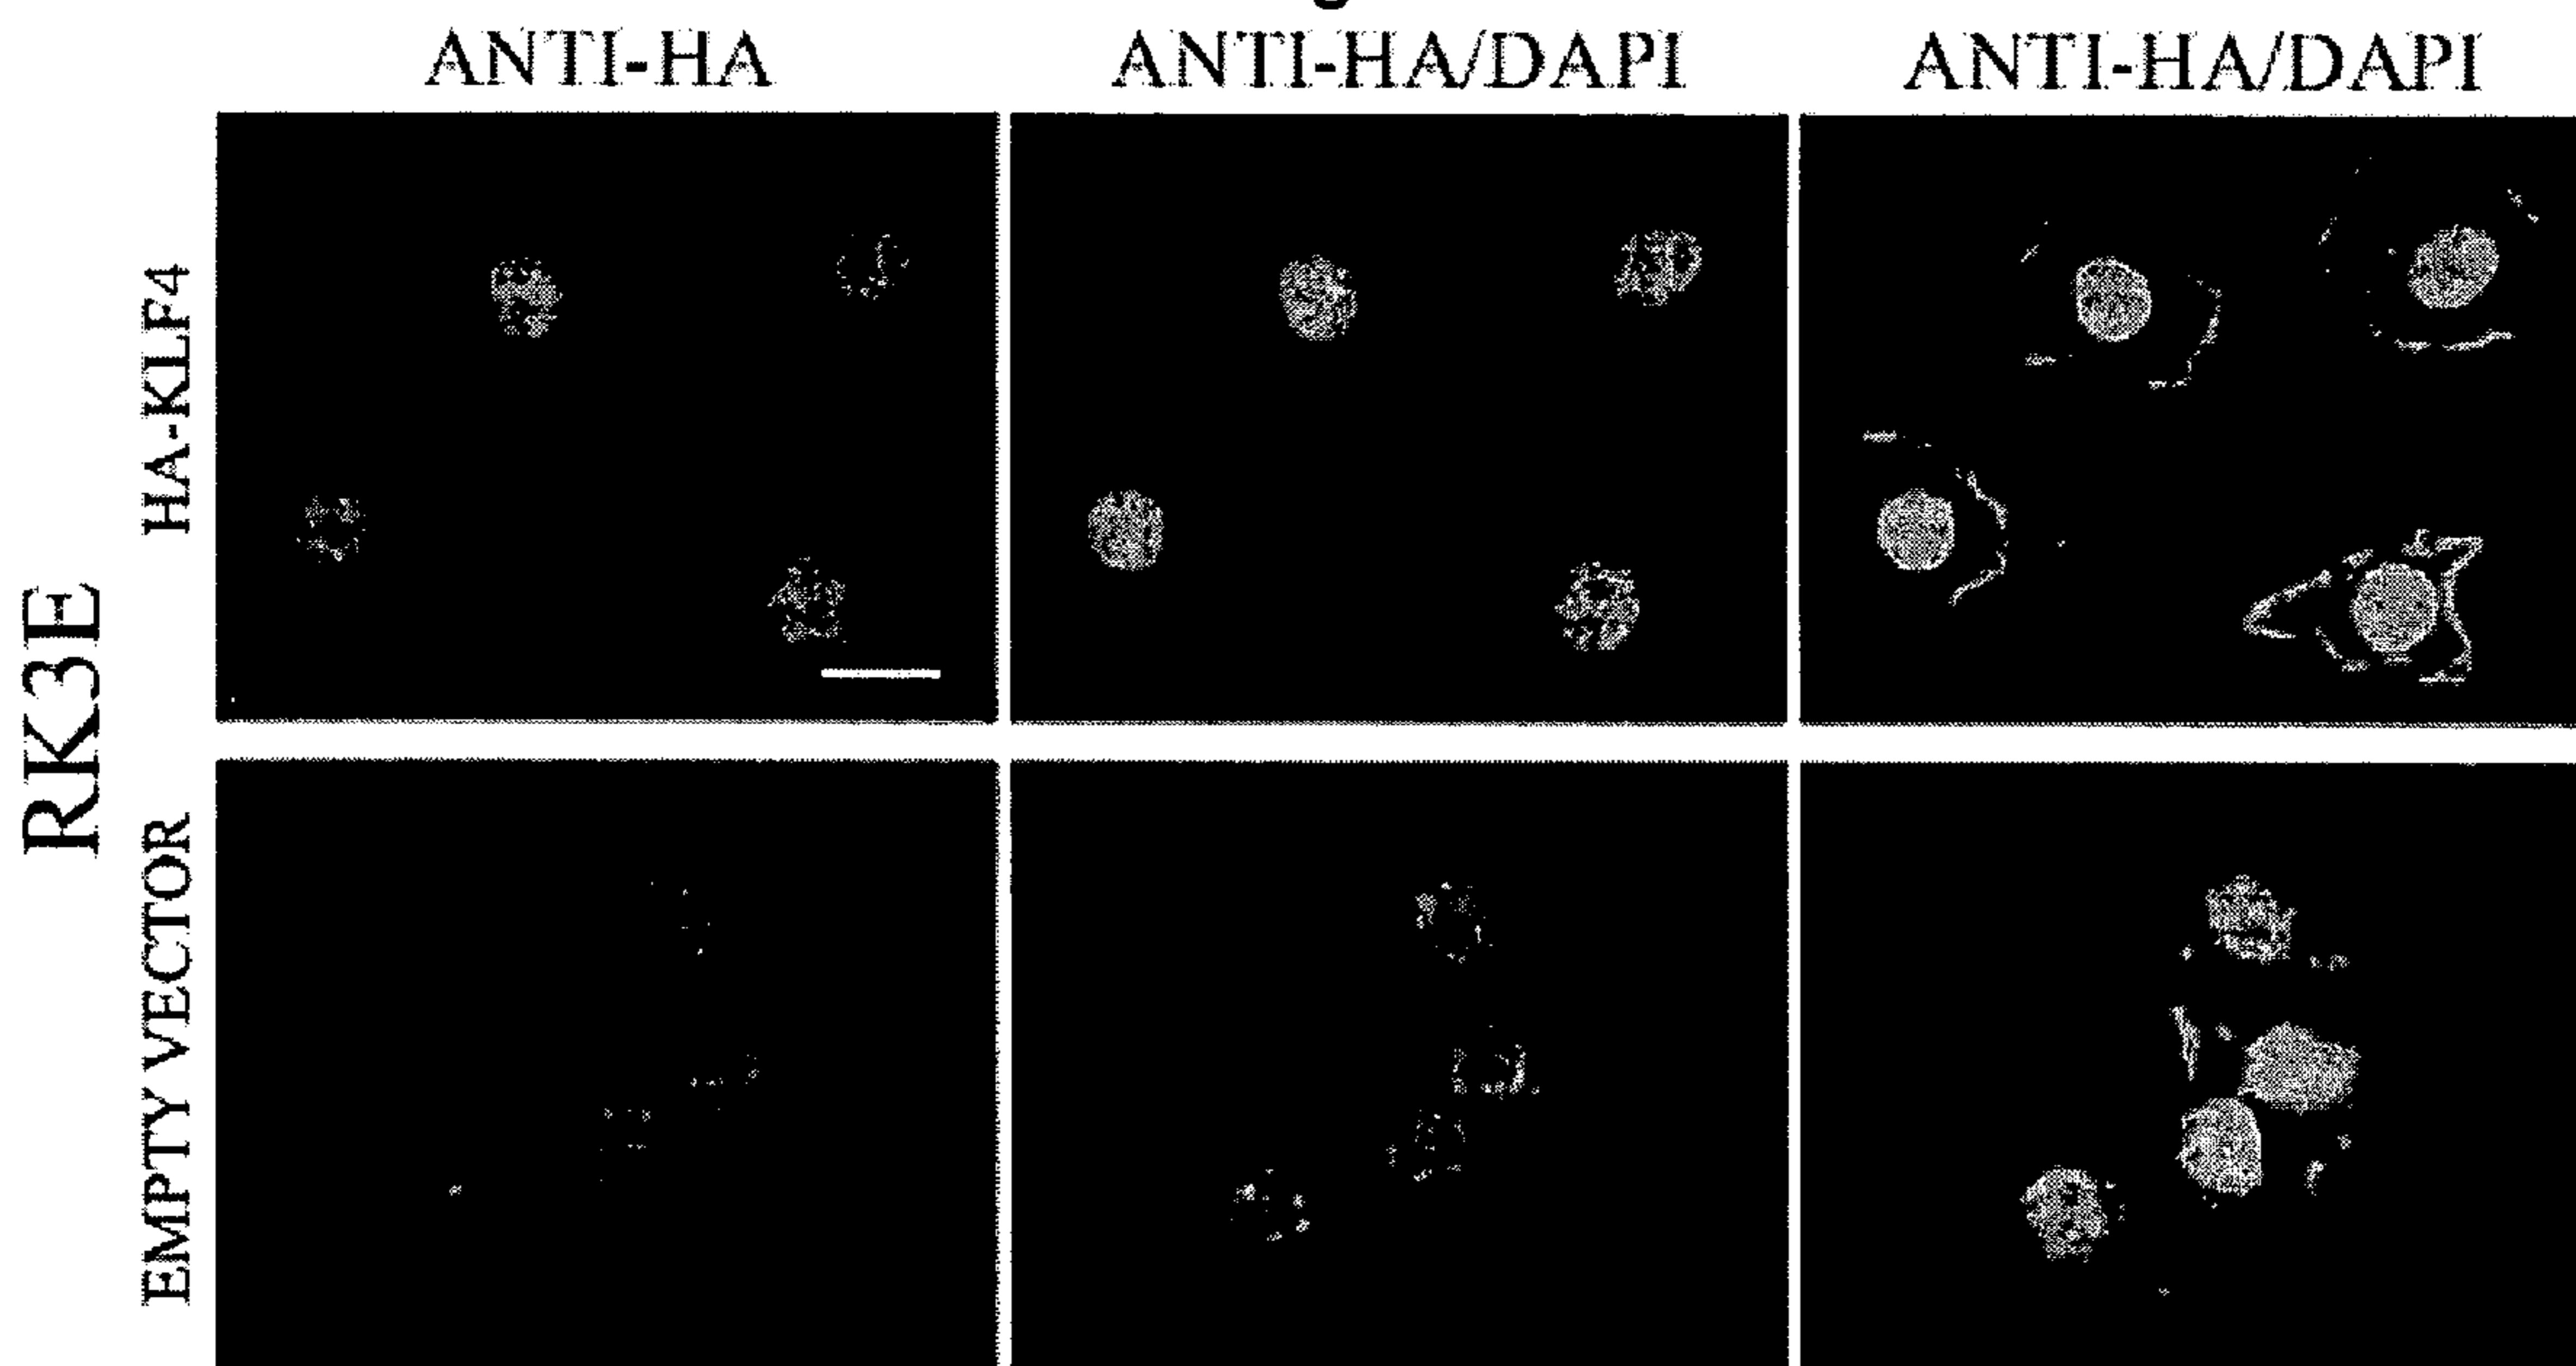 ANTI-HA ANTI-HA/DAPI ANTI-HA/DAPI
RK3E
HA-KLF4
EMPTY VECTOR